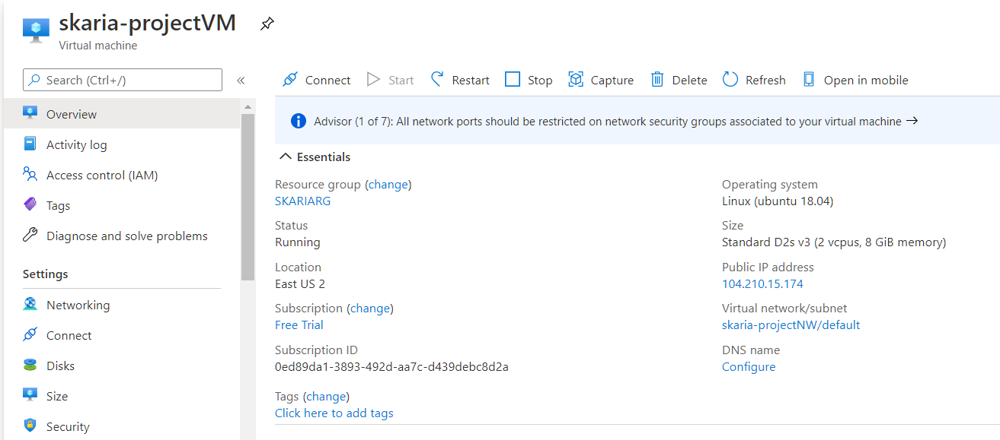 skaria-projectVM
Virtual machine
Search (Ctrl+/)
«
Overview
Activity log
Access control (IAM)
Tags
Diagnose and solve problems
Settings
Networking
Connect
Disks
Size
Security
Connect Start Restart Stop Capture Delete Refresh Open in mobile
Advisor (1 of 7): All network ports should be restricted on network security groups associated to your virtual machine →
Essentials
Resource group (change)
SKARIARG
Status
Running
Location
East US 2
Subscription (change)
Free Trial
Subscription ID
0ed89da1-3893-492d-aa7c-d439debc8d2a
Tags (change)
Click here to add tags
Operating system
Linux (ubuntu 18.04)
Size
Standard D2s v3 (2 vcpus, 8 GiB memory)
Public IP address
104.210.15.174
Virtual network/subnet
skaria-projectNW/default
DNS name
Configure